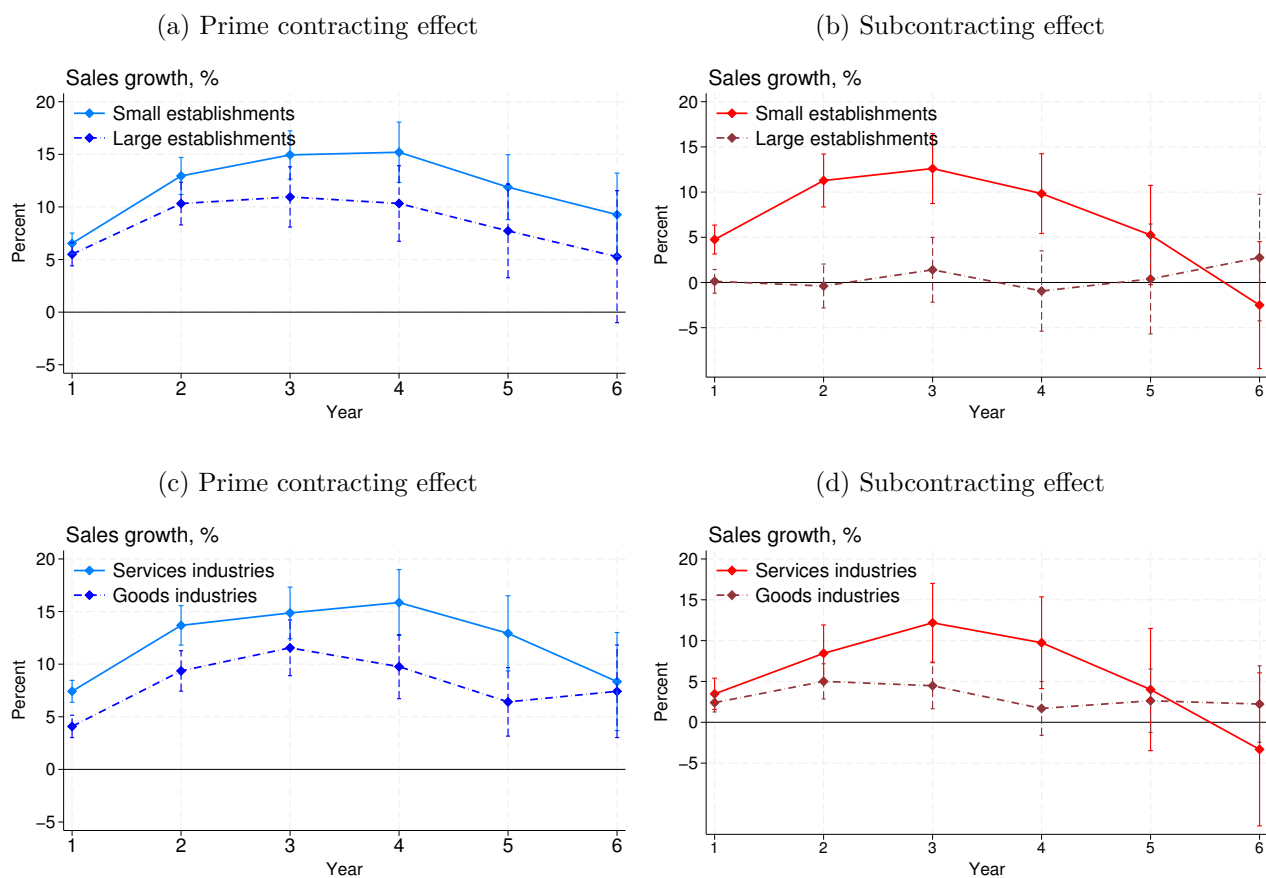 (a) Prime contracting effect
Sales growth, %
Small establishments
Large establishments
Percent
20
15
10
5
0
−5
1 2 3 4 5 6
Year
(b) Subcontracting effect
Sales growth, %
Small establishments
Large establishments
Percent
20
15
10
5
0
−5
1 2 3 4 5 6
Year
(c) Prime contracting effect
Sales growth, %
Services industries
Goods industries
Percent
20
15
10
5
0
−5
1 2 3 4 5 6
Year
(d) Subcontracting effect
Sales growth, %
Services industries
Goods industries
Percent
20
15
10
5
0
−5
1 2 3 4 5 6
Year